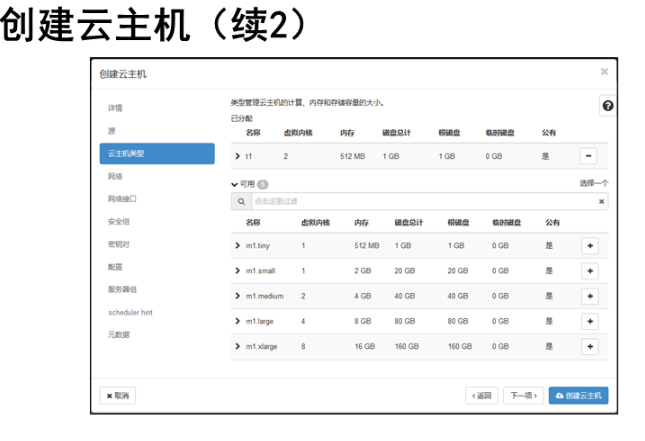 创建云主机（续2）
创建云主机
详情
源
云主机类型
网络
网络接口
安全组
密钥对
配置
服务器组
scheduler hint
元数据
类型管理云主机的计算、内存和存储容量的大小。
已分配
名称 虚拟内核 内存 磁盘总计 根磁盘 临时磁盘 公有
t1 2 512 MB 1 GB 1 GB 0 GB 是
可用 5 选择一个
点击这里过滤
名称 虚拟内核 内存 磁盘总计 根磁盘 临时磁盘 公有
m1.tiny 1 512 MB 1 GB 1 GB 0 GB 是
m1.small 1 2 GB 20 GB 20 GB 0 GB 是
m1.medium 2 4 GB 40 GB 40 GB 0 GB 是
m1.large 4 8 GB 80 GB 80 GB 0 GB 是
m1.xlarge 8 16 GB 160 GB 160 GB 0 GB 是
× 取消
‹ 返回 下一项 › 创建云主机